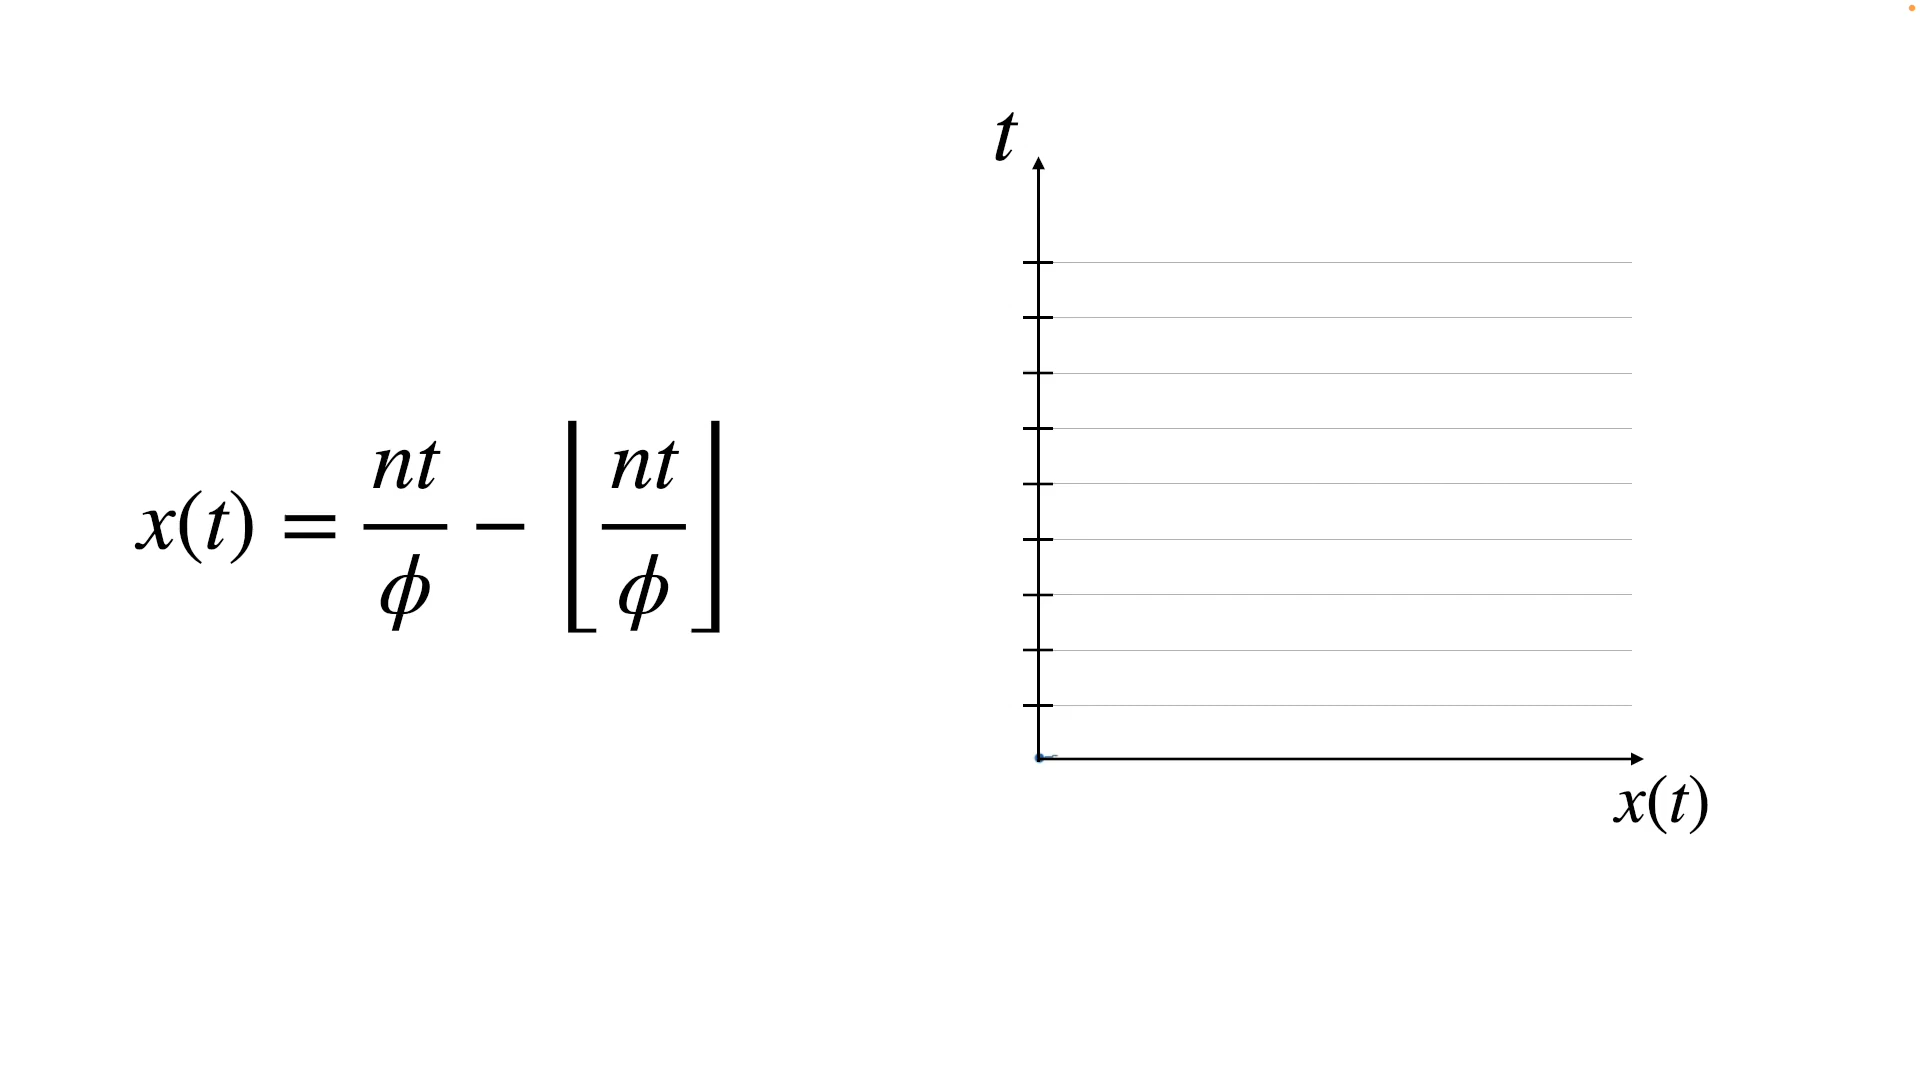 x(t) = nt/ϕ − ⌊nt/ϕ⌋
t
x(t)